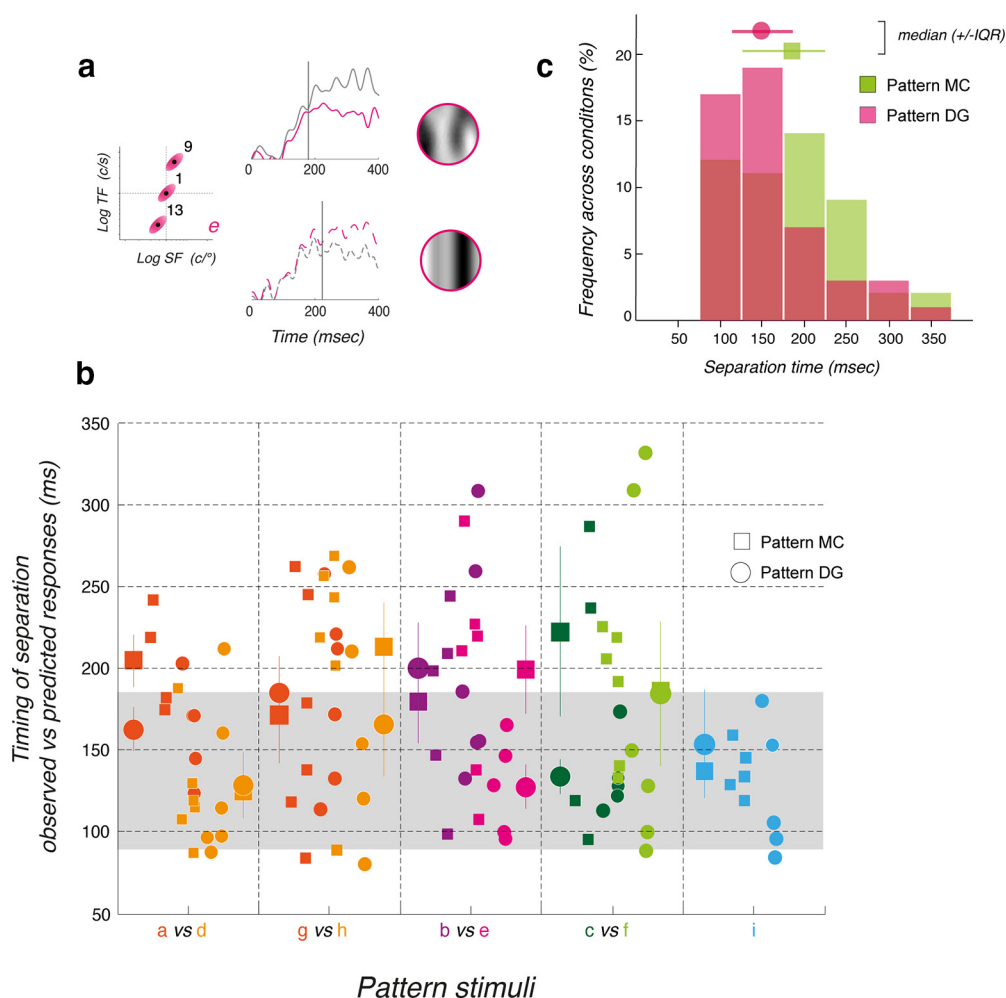 a
9
1
13
e
Log TF (c/s)
Log SF (c/°)
0 200 400
0 200 400
Time (msec)
c
Frequency across conditons (%)
20
15
10
5
0
50 100 150 200 250 300 350
Separation time (msec)
median (+/-IQR)
Pattern MC
Pattern DG
b
Timing of separation
observed vs predicted responses (ms)
350
300
250
200
150
100
50
Pattern MC
Pattern DG
a vs d g vs h b vs e c vs f i
Pattern stimuli